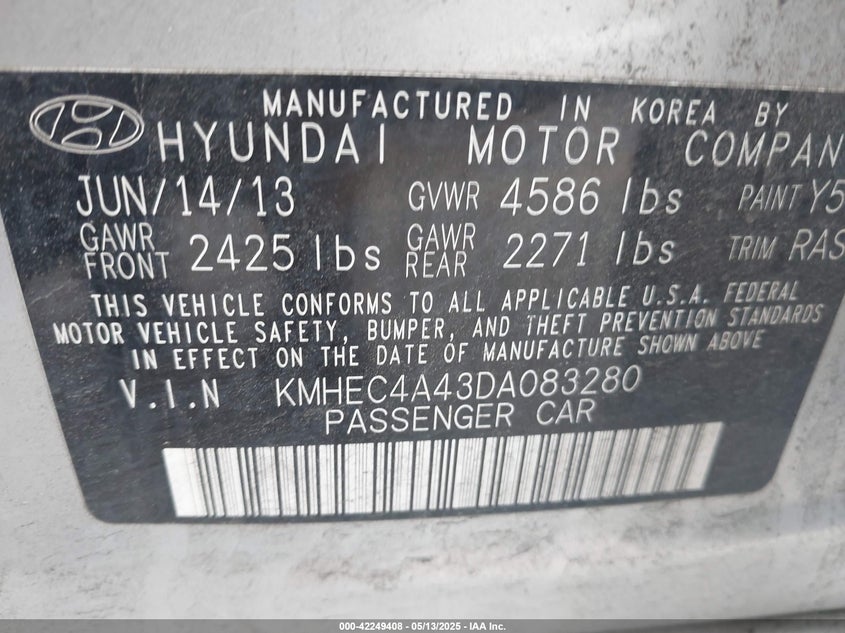 MANUFACTURED IN KOREA BY
HYUNDAI MOTOR COMPAN
JUN/14/13 GVWR 4586 lbs PAINT Y5
GAWR FRONT 2425 lbs GAWR REAR 2271 lbs TRIM RAS
THIS VEHICLE CONFORMS TO ALL APPLICABLE U.S.A. FEDERAL
MOTOR VEHICLE SAFETY, BUMPER, AND THEFT PREVENTION STANDARDS
IN EFFECT ON THE DATE OF MANUFACTURE SHOWN ABOVE
V.I.N KMHEC4A43DA083280
PASSENGER CAR
000-42249408 - 05/13/2025 - IAA Inc.